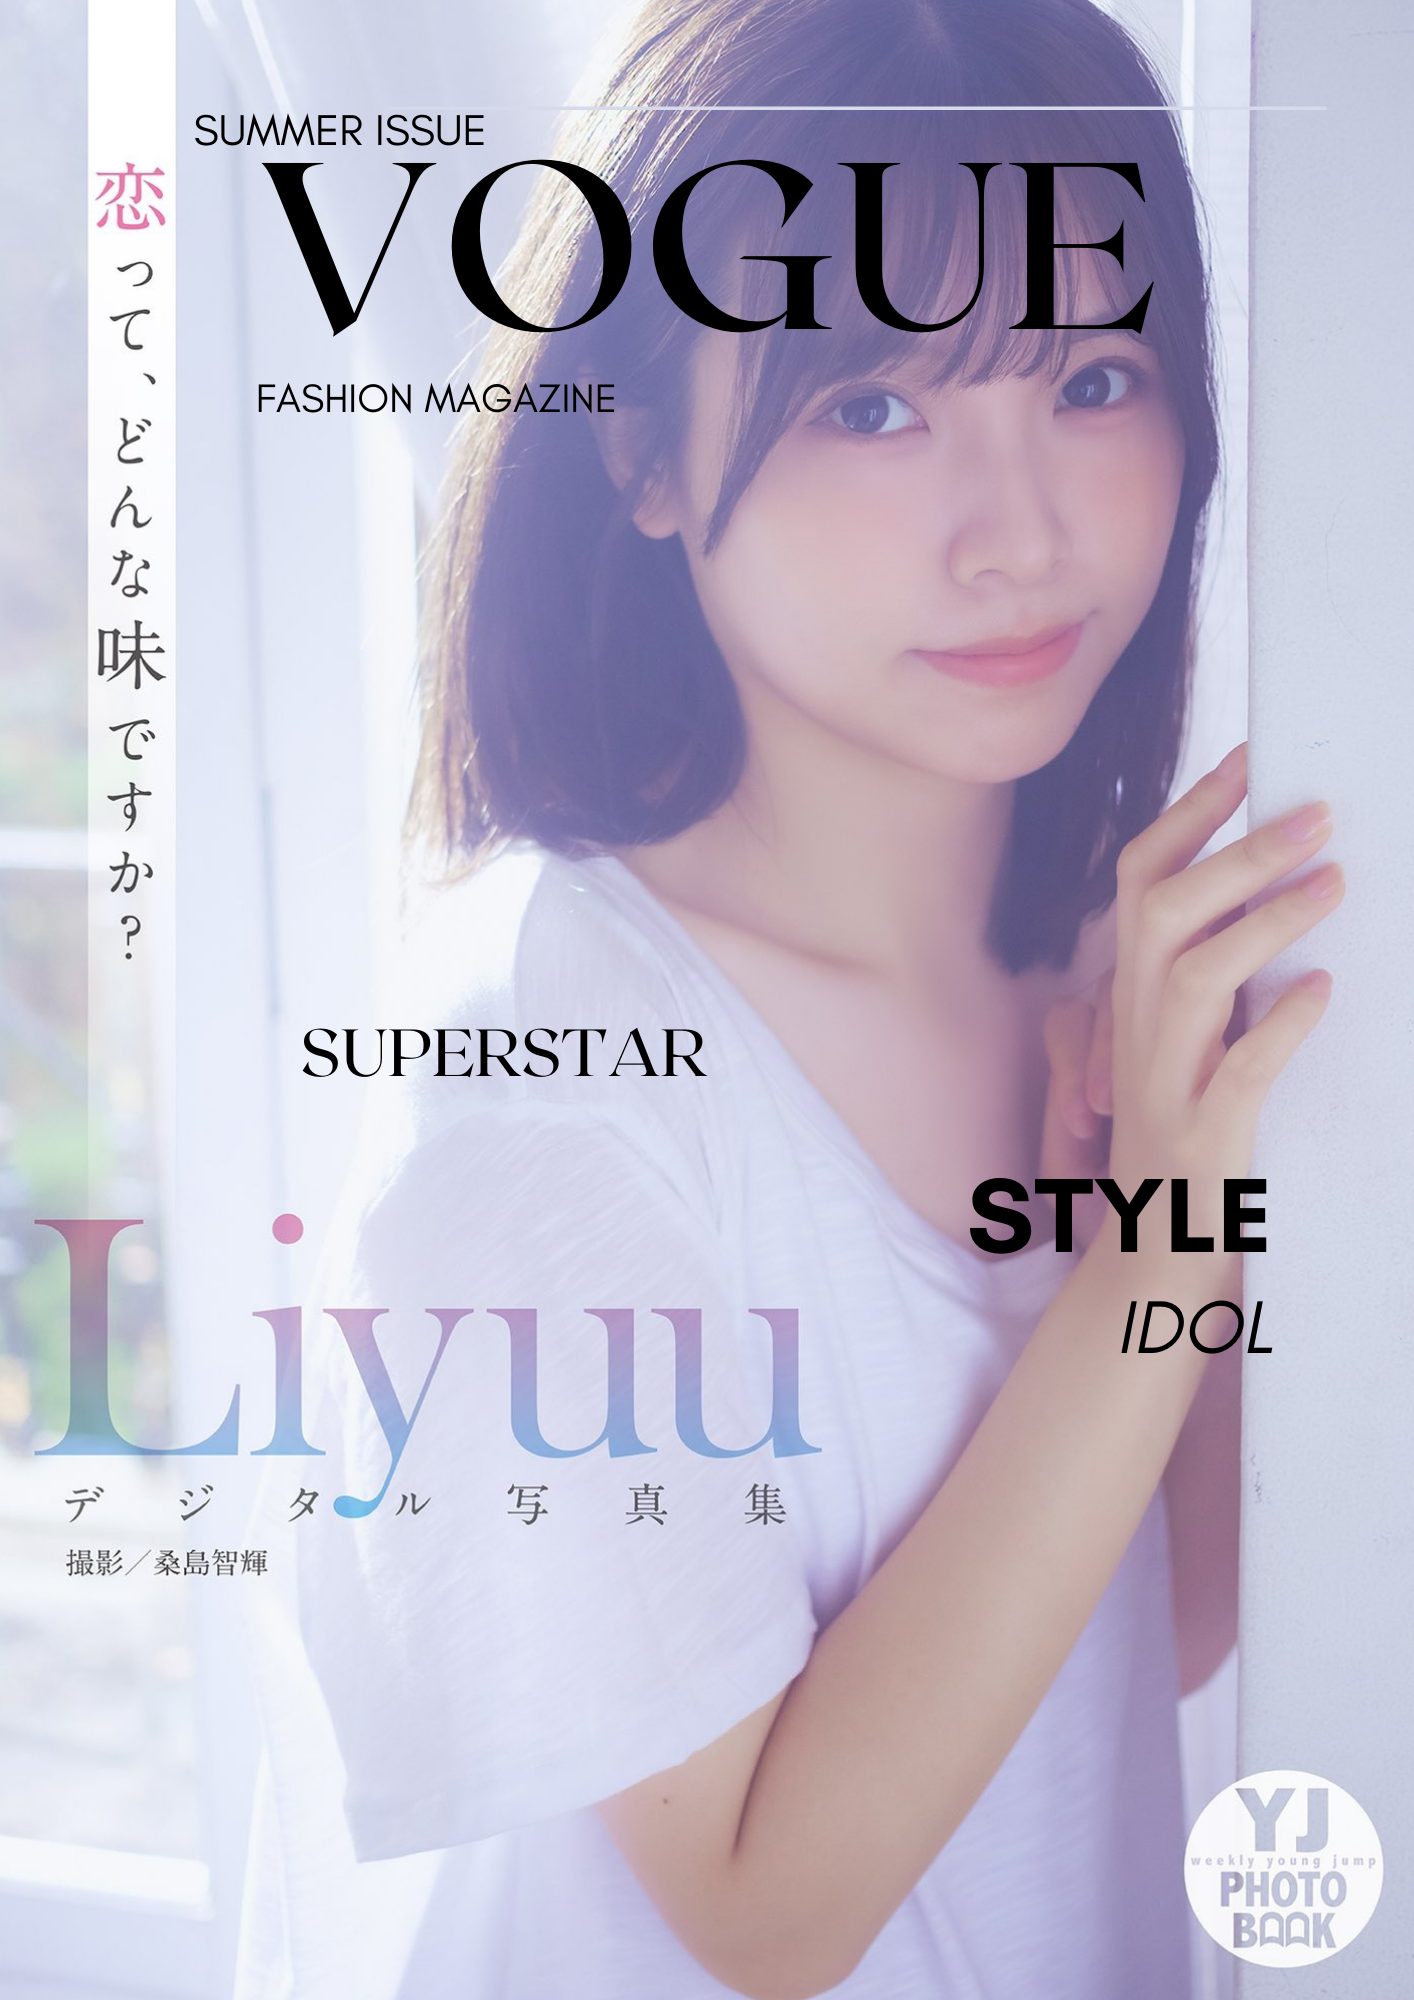 SUMMER ISSUE
VOGUE
FASHION MAGAZINE
恋って、どんな味ですか?
SUPERSTAR
STYLE
IDOL
Liyuu
デジタル写真集
撮影/桑島智輝
YJ
weekly young jump
PHOTO
BOOK